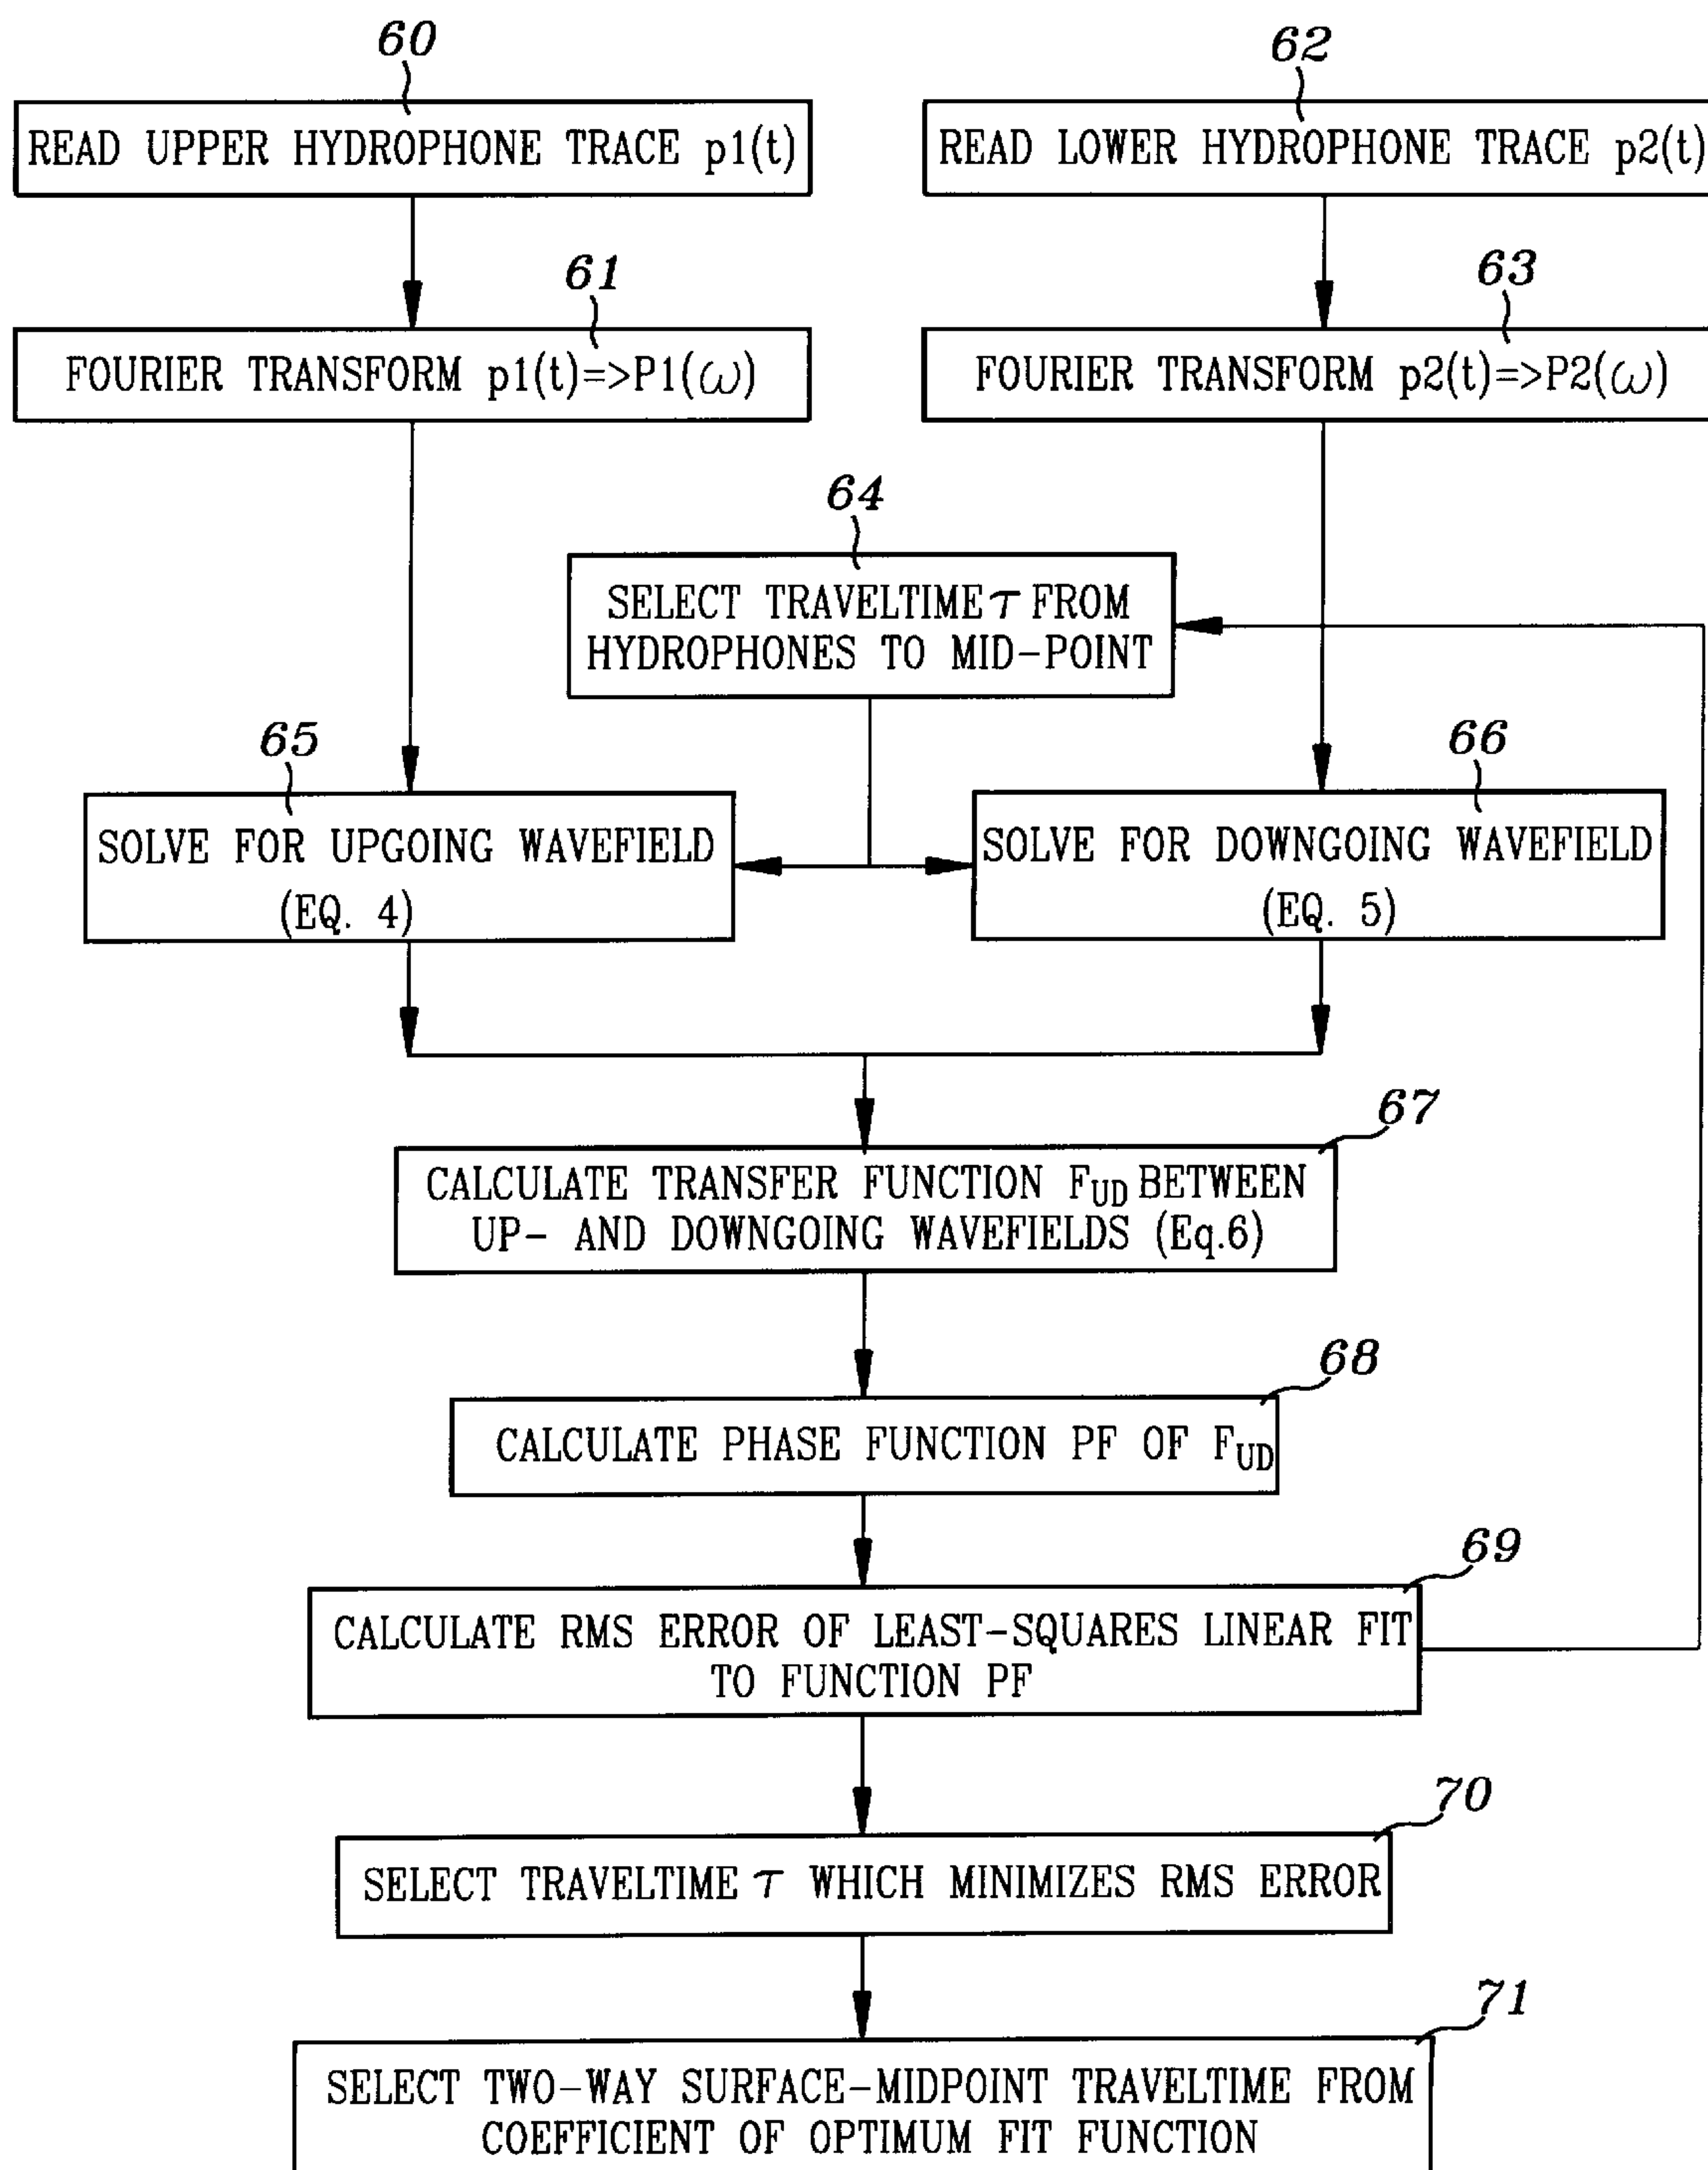 60
62
READ UPPER HYDROPHONE TRACE p1(t)
READ LOWER HYDROPHONE TRACE p2(t)
61
63
FOURIER TRANSFORM p1(t)=>P1(ω)
FOURIER TRANSFORM p2(t)=>P2(ω)
64
SELECT TRAVELTIME τ FROM
HYDROPHONES TO MID-POINT
65
66
SOLVE FOR UPGOING WAVEFIELD
(EQ. 4)
SOLVE FOR DOWNGOING WAVEFIELD
(EQ. 5)
67
CALCULATE TRANSFER FUNCTION FUD BETWEEN
UP- AND DOWNGOING WAVEFIELDS (Eq.6)
68
CALCULATE PHASE FUNCTION PF OF FUD
69
CALCULATE RMS ERROR OF LEAST-SQUARES LINEAR FIT
TO FUNCTION PF
70
SELECT TRAVELTIME τ WHICH MINIMIZES RMS ERROR
71
SELECT TWO-WAY SURFACE-MIDPOINT TRAVELTIME FROM
COEFFICIENT OF OPTIMUM FIT FUNCTION